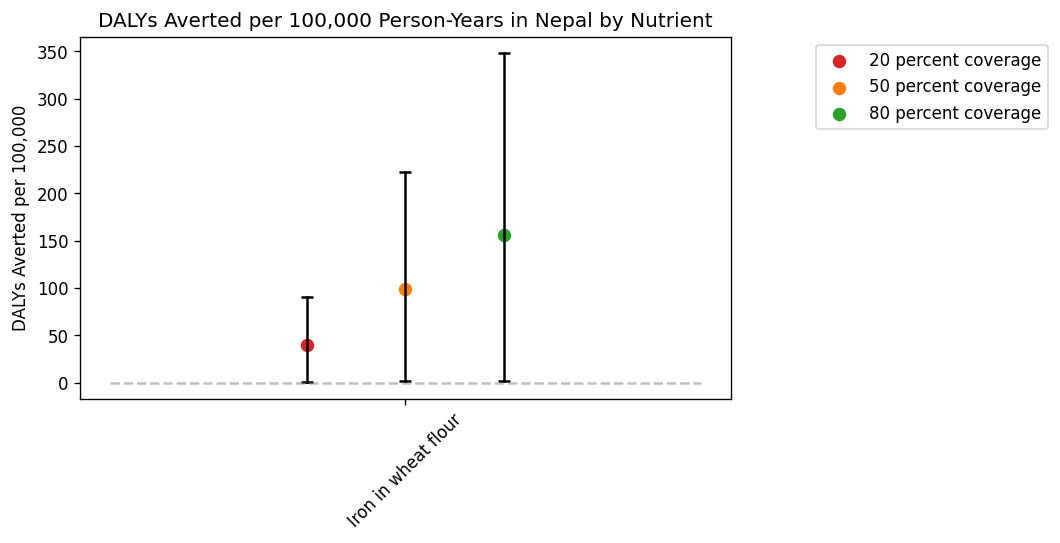 DALYs Averted per 100,000 Person-Years in Nepal by Nutrient
DALYs Averted per 100,000
350
300
250
200
150
100
50
0
Iron in wheat flour
20 percent coverage
50 percent coverage
80 percent coverage